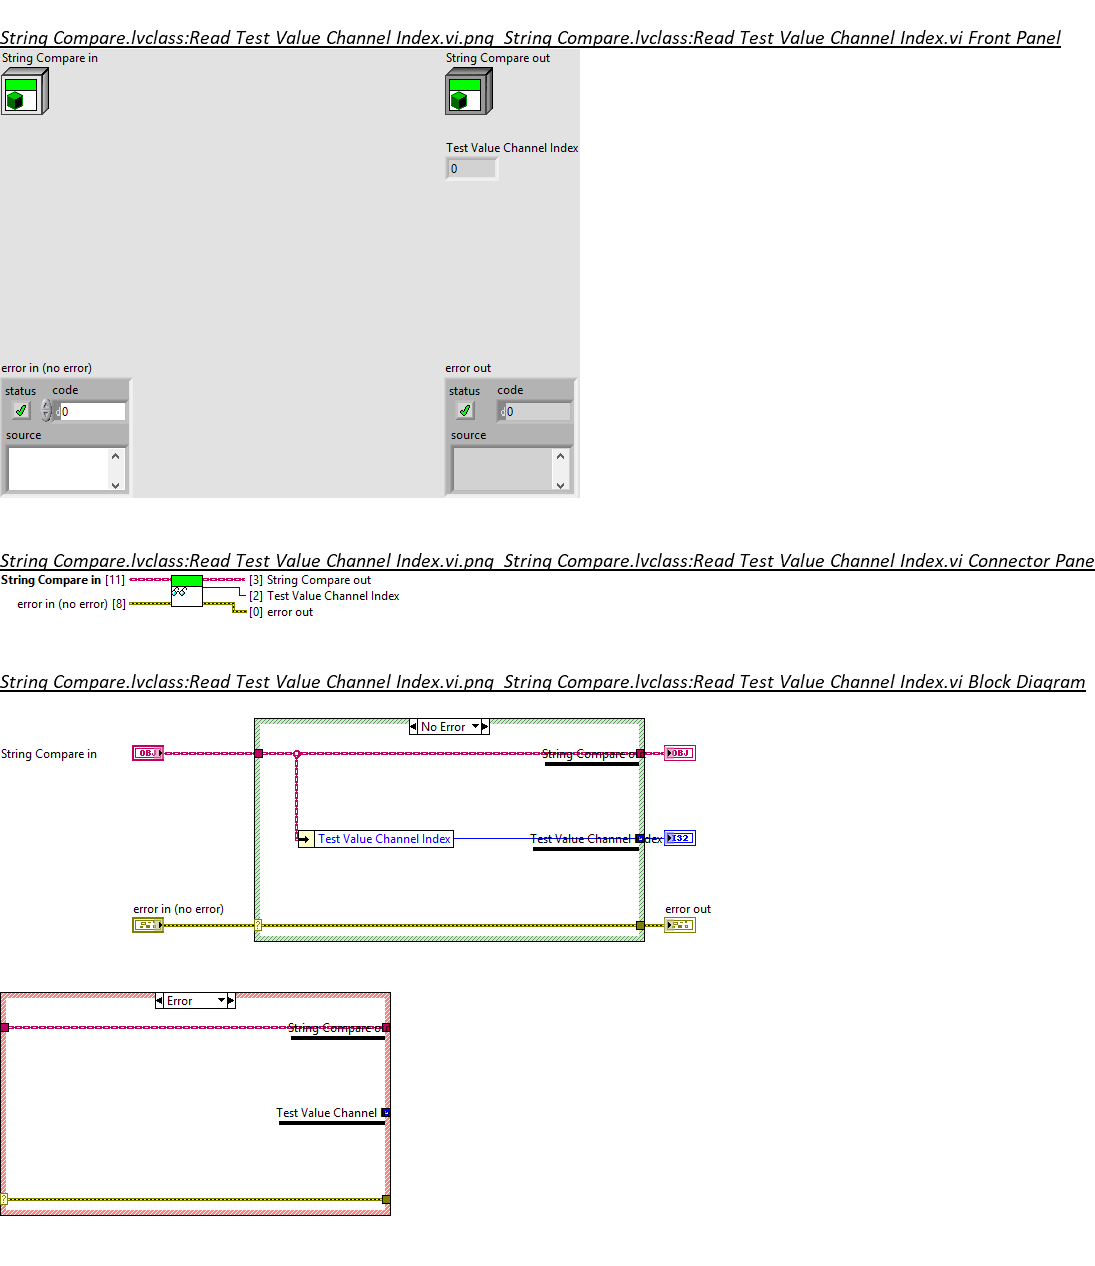 String Compare.lvclass:Read Test Value Channel Index.vi.png String Compare.lvclass:Read Test Value Channel Index.vi Front Panel
String Compare in
String Compare out
Test Value Channel Index
0
error in (no error)
error out
status code
status code
d 0
d 0
source
source
String Compare.lvclass:Read Test Value Channel Index.vi.png String Compare.lvclass:Read Test Value Channel Index.vi Connector Pane
String Compare in [11]
[3] String Compare out
[2] Test Value Channel Index
error in (no error) [8]
[0] error out
String Compare.lvclass:Read Test Value Channel Index.vi.png String Compare.lvclass:Read Test Value Channel Index.vi Block Diagram
No Error
String Compare in
OBJ
String Compare o
OBJ
Test Value Channel Index
Test Value Channel Index
I32
error in (no error)
error out
?
Error
String Compare o
Test Value Channel
?